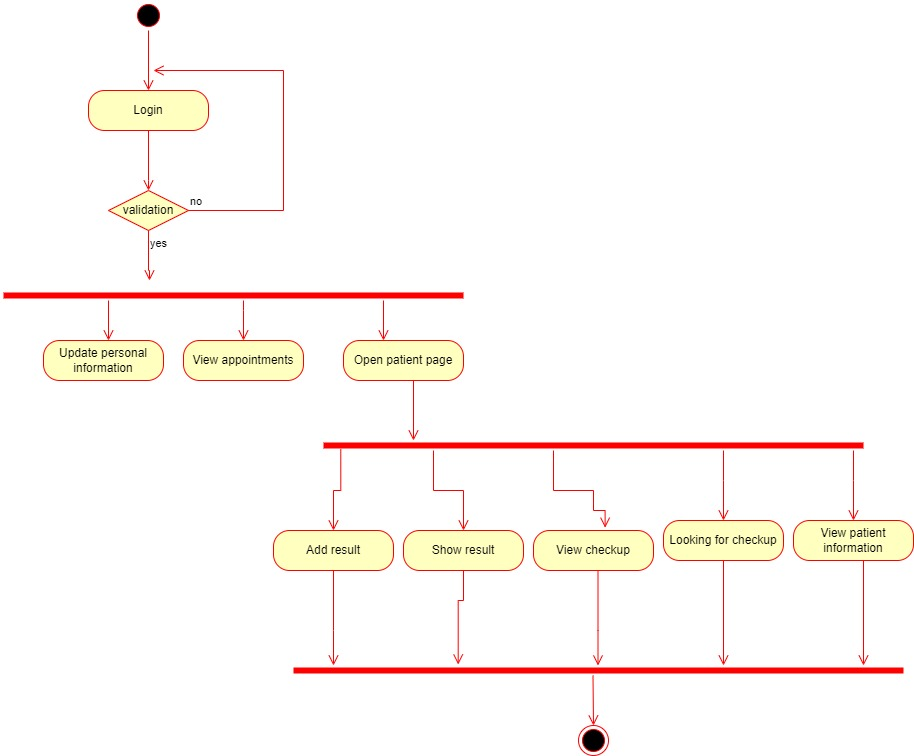 Login
validation
no
yes
Update personal
information
View appointments
Open patient page
Add result
Show result
View checkup
Looking for checkup
View patient
information